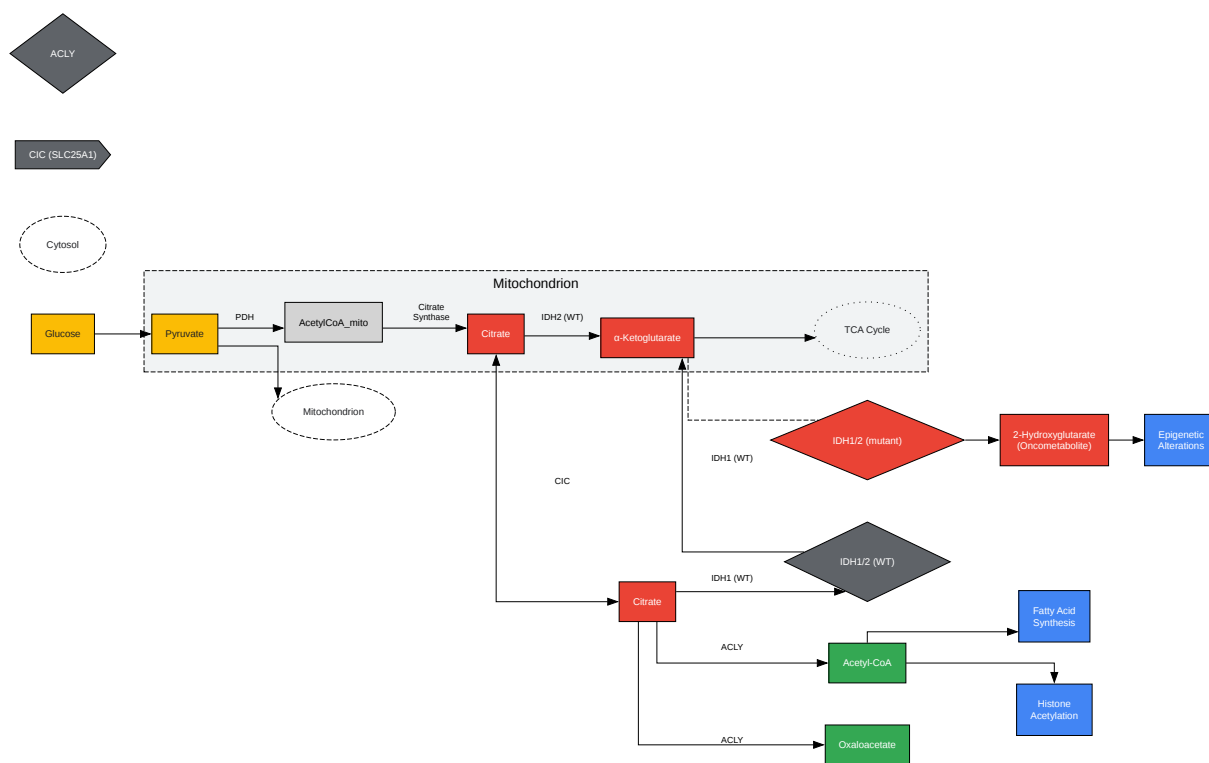 ACLY
CIC (SLC25A1)
Cytosol
Mitochondrion
Glucose
Pyruvate
PDH
AcetylCoA_mito
Citrate
Synthase
Citrate
IDH2 (WT)
α-Ketoglutarate
TCA Cycle
Mitochondrion
IDH1/2 (mutant)
2-Hydroxyglutarate
(Oncometabolite)
Epigenetic
Alterations
IDH1 (WT)
CIC
IDH1/2 (WT)
IDH1 (WT)
Citrate
Fatty Acid
Synthesis
ACLY
Acetyl-CoA
Histone
Acetylation
ACLY
Oxaloacetate